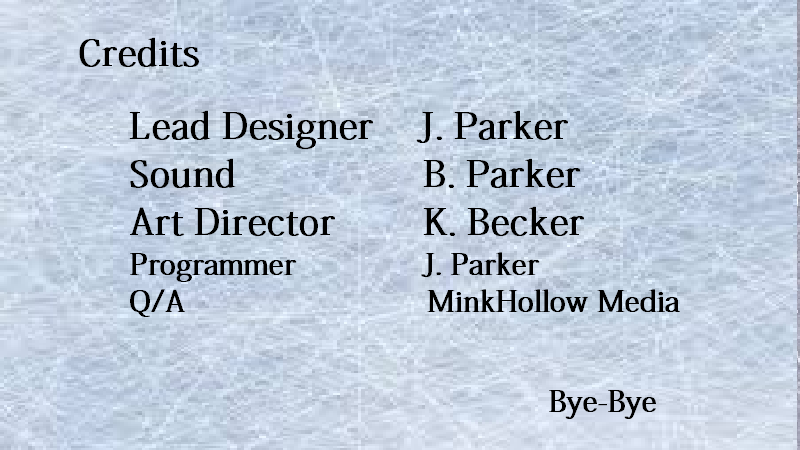 Credits
Lead Designer J. Parker
Sound B. Parker
Art Director K. Becker
Programmer J. Parker
Q/A MinkHollow Media
Bye-Bye